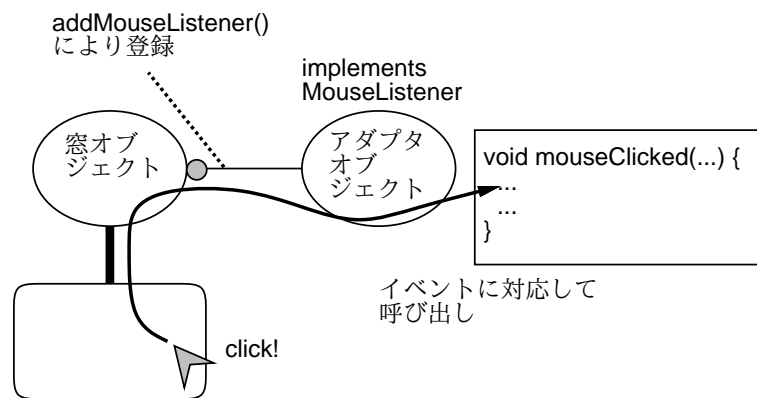 addMouseListener()
により登録
implements
MouseListener
窓オブ
ジェクト
アダプタ
オブ
ジェクト
void mouseClicked(...) {
...
...
}
イベントに対応して
呼び出し
click!